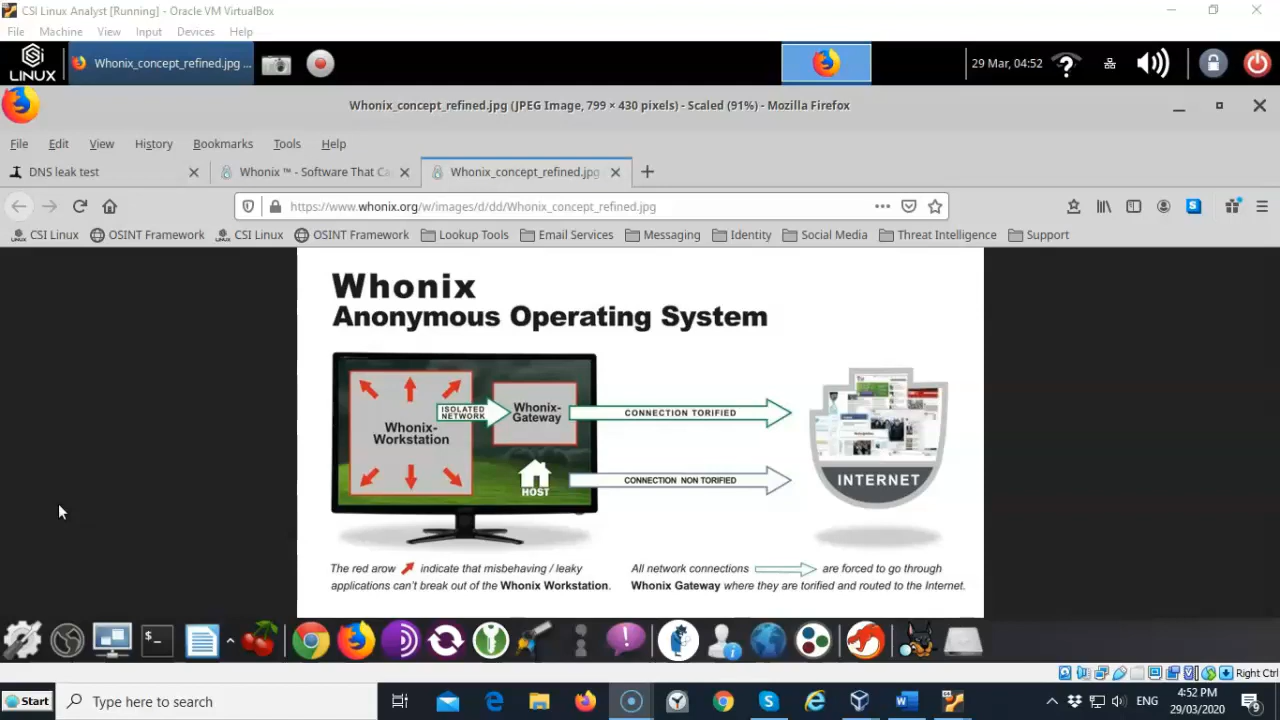 CSI Linux Analyst [Running] - Oracle VM VirtualBox
File Machine View Input Devices Help
CSI
LINUX
Whonix_concept_refined.jpg ...
29 Mar, 04:52
Whonix_concept_refined.jpg (JPEG Image, 799 × 430 pixels) - Scaled (91%) - Mozilla Firefox
File Edit View History Bookmarks Tools Help
DNS leak test
Whonix ™ - Software That Ca
Whonix_concept_refined.jpg
https://www.whonix.org/w/images/d/dd/Whonix_concept_refined.jpg
CSI Linux OSINT Framework CSI Linux OSINT Framework Lookup Tools Email Services Messaging Identity Social Media Threat Intelligence Support
Whonix
Anonymous Operating System
Whonix-
Workstation
ISOLATED
NETWORK
Whonix-
Gateway
CONNECTION TORIFIED
HOST
CONNECTION NON TORIFIED
INTERNET
The red arow indicate that misbehaving / leaky
applications can't break out of the Whonix Workstation.
All network connections are forced to go through
Whonix Gateway where they are torified and routed to the Internet.
Right Ctrl
Start
Type here to search
ENG
4:52 PM
29/03/2020
9